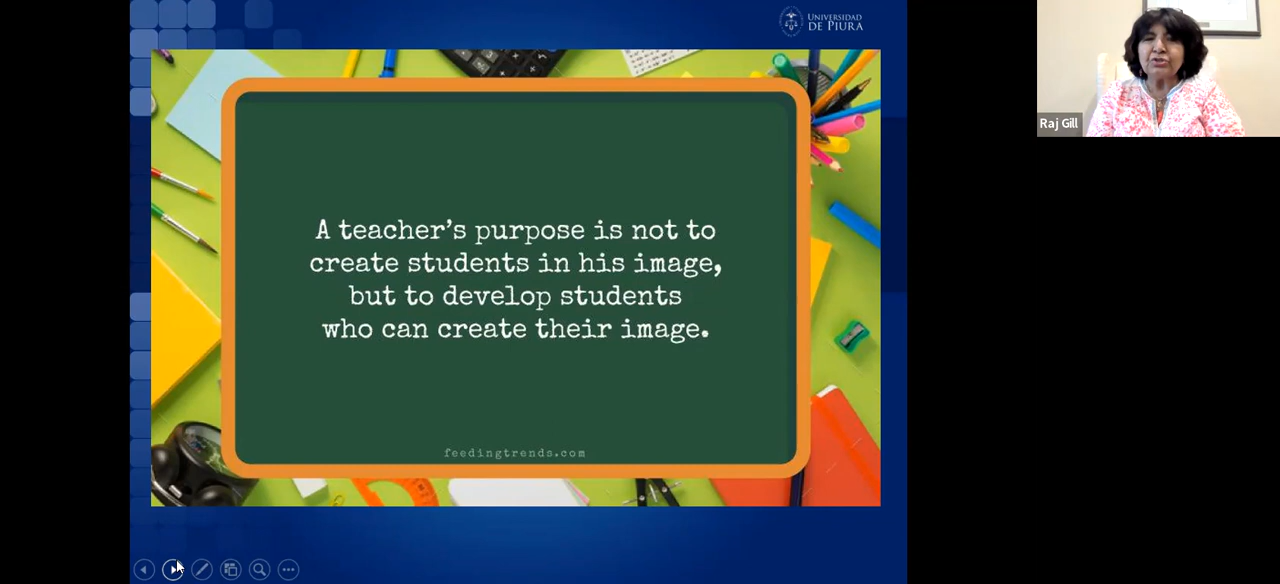 UNIVERSIDAD
DE PIURA
Raj Gill
A teacher's purpose is not to
create students in his image,
but to develop students
who can create their image.
feedingtrends.com